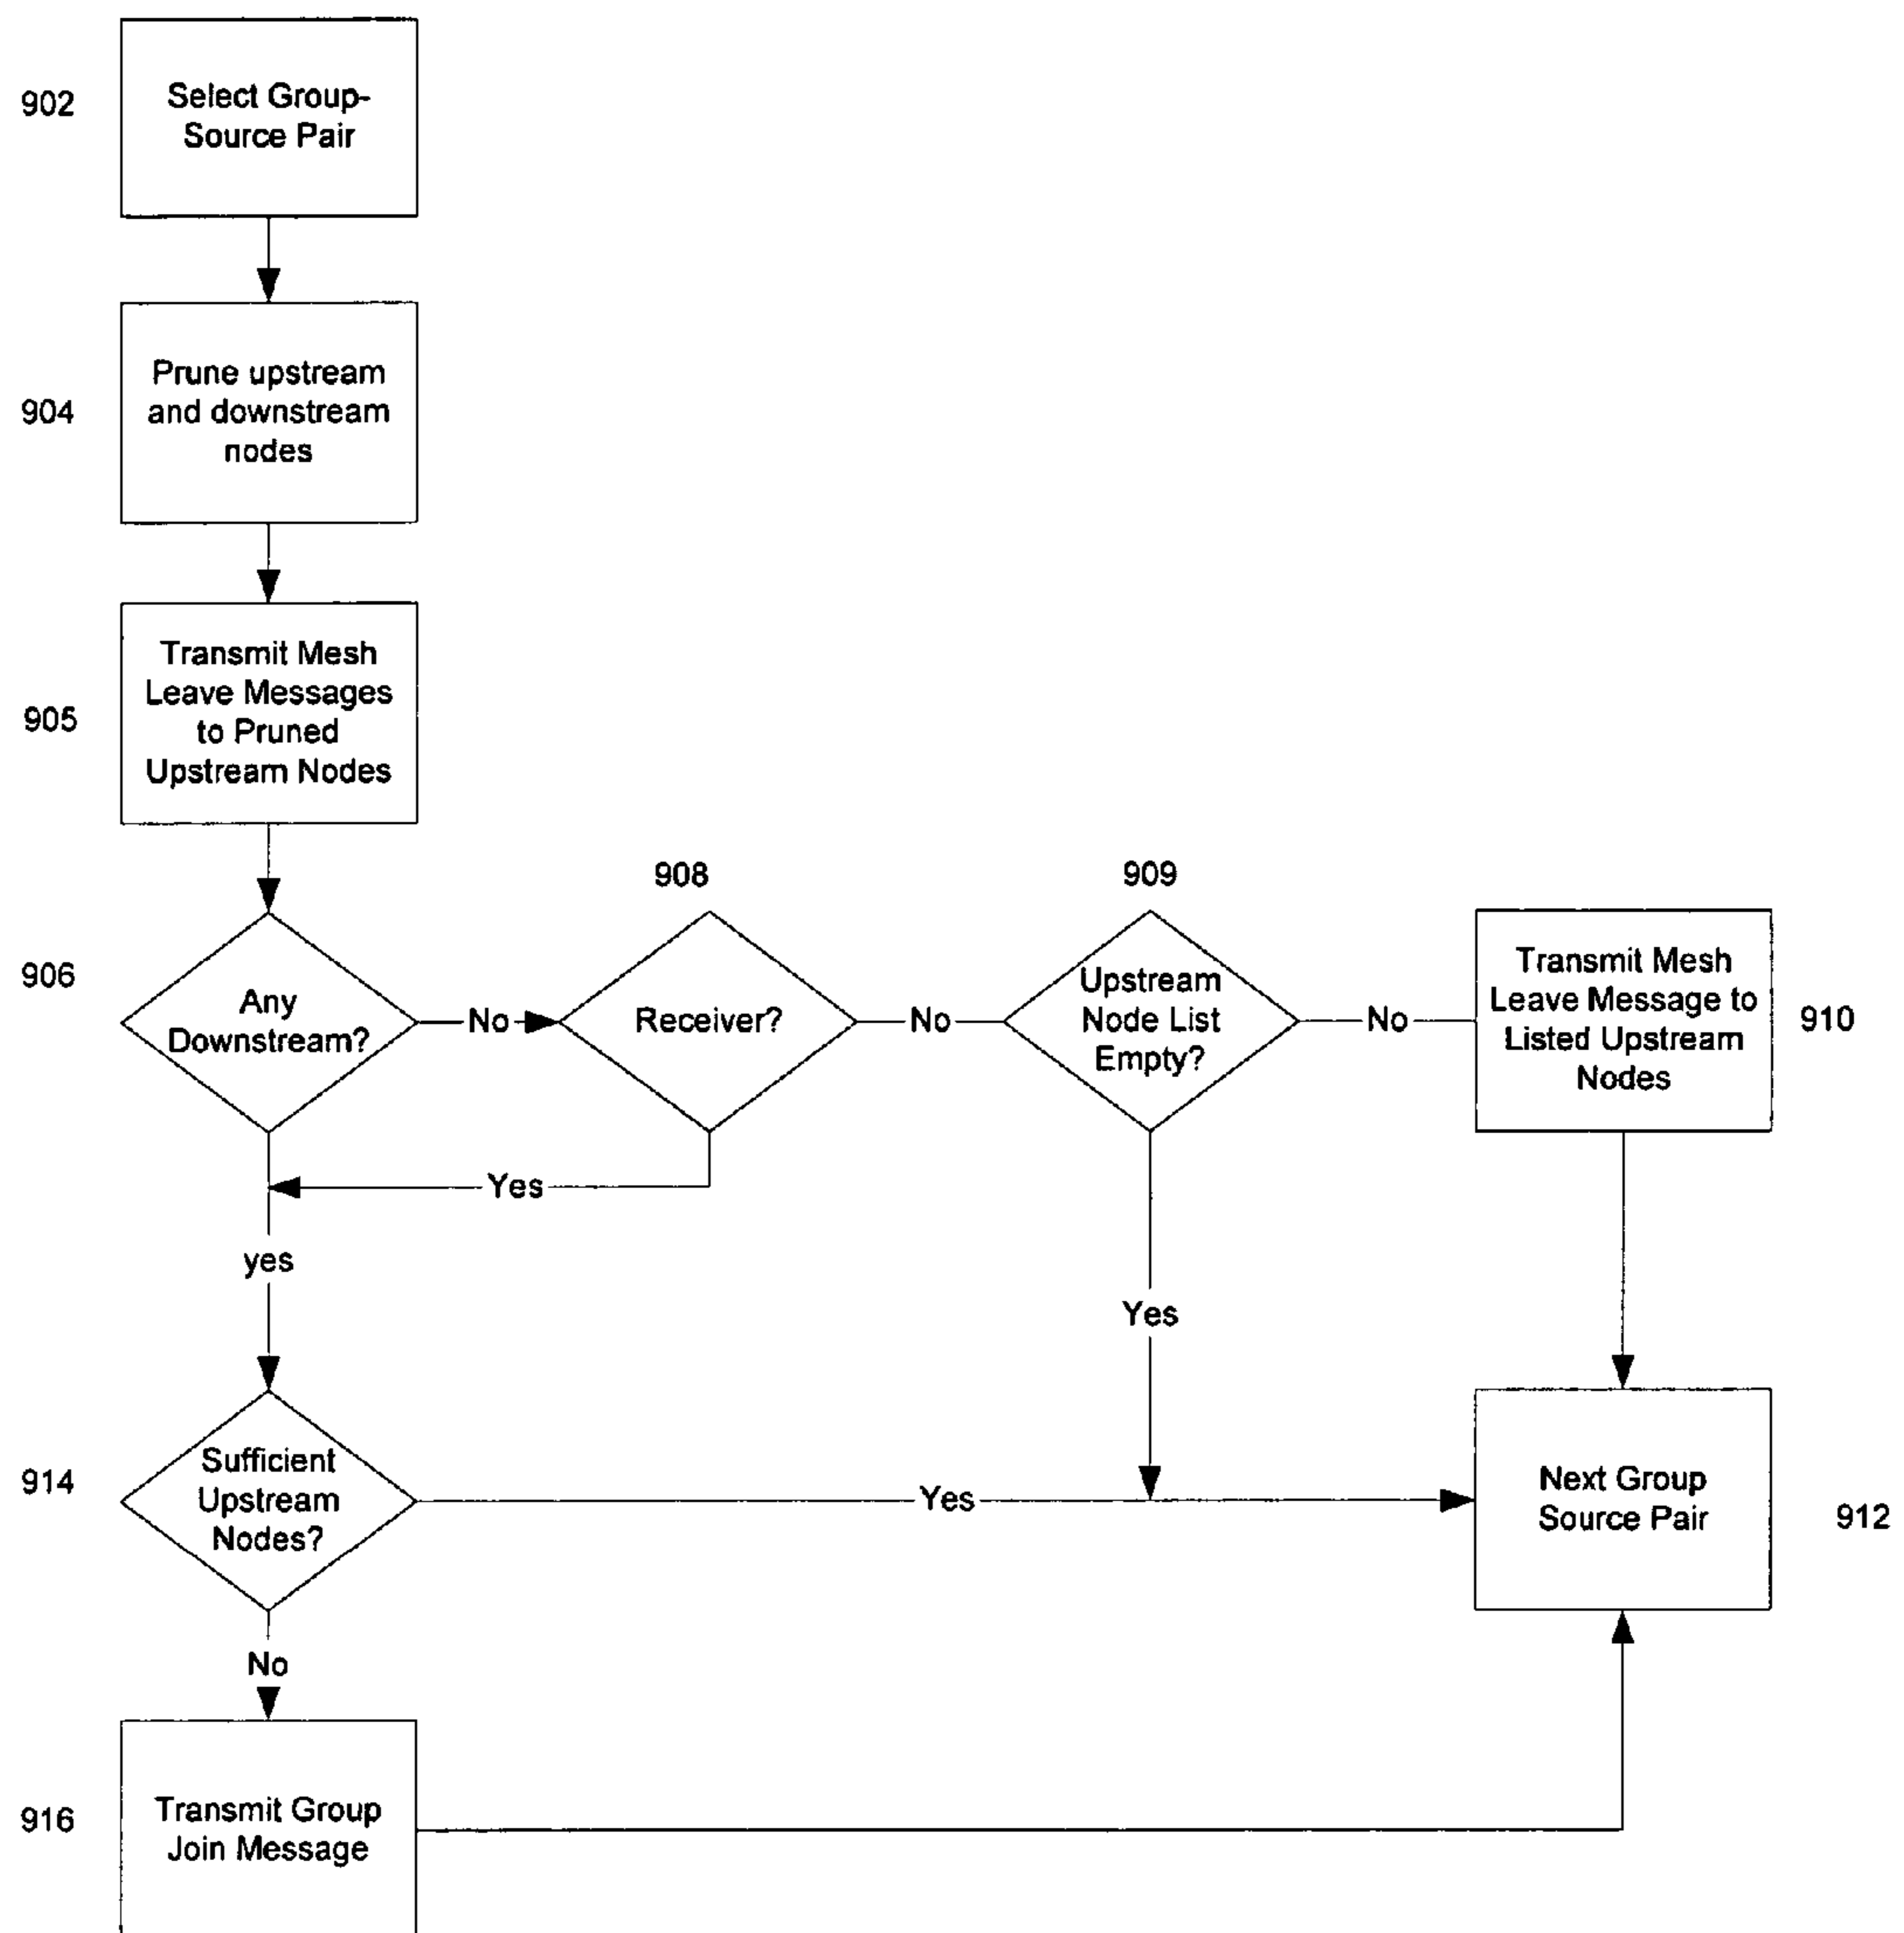 902
Select Group-
Source Pair
904
Prune upstream
and downstream
nodes
905
Transmit Mesh
Leave Messages
to Pruned
Upstream Nodes
906
Any
Downstream?
No
908
Receiver?
No
909
Upstream
Node List
Empty?
No
Transmit Mesh
Leave Message to
Listed Upstream
Nodes
910
Yes
yes
Yes
914
Sufficient
Upstream
Nodes?
Yes
Next Group
Source Pair
912
No
916
Transmit Group
Join Message